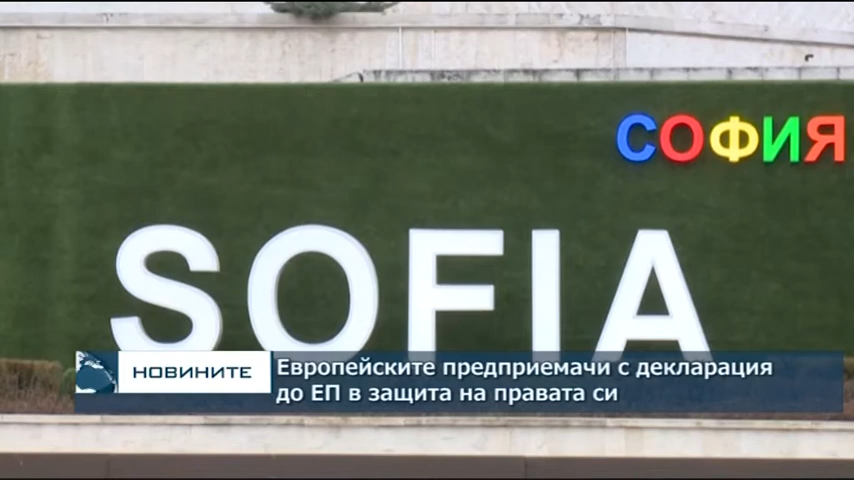 СОФИЯ
SOFIA
НОВИНИТЕ
Европейските предприемачи с декларация
до ЕП в защита на правата си